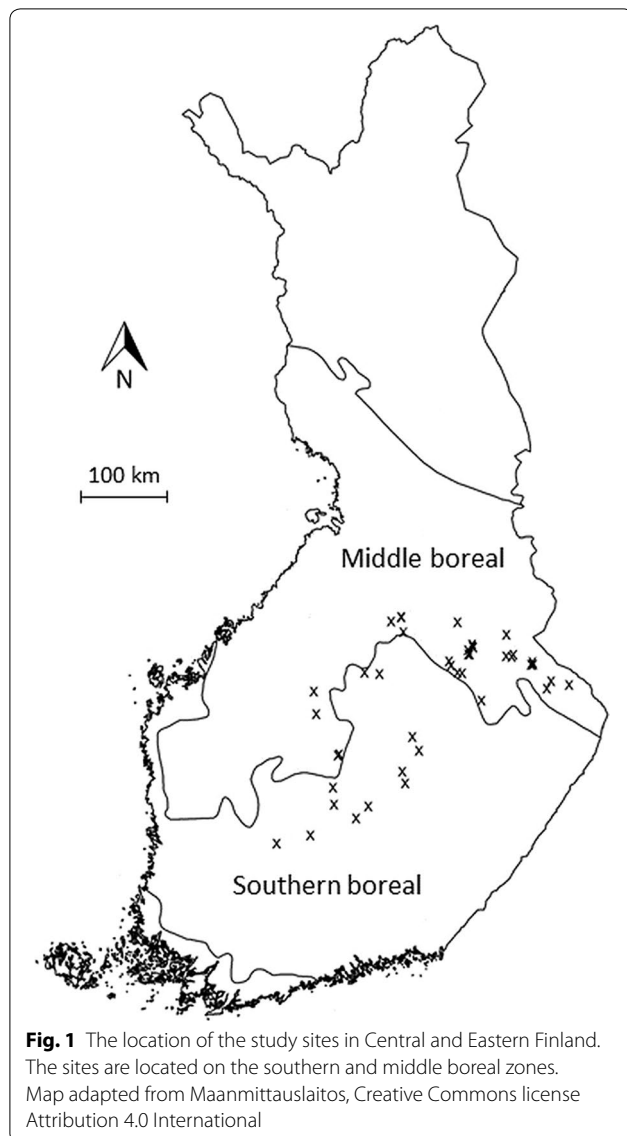 N
100 km
Middle boreal
Southern boreal
Fig. 1 The location of the study sites in Central and Eastern Finland.
The sites are located on the southern and middle boreal zones.
Map adapted from Maanmittauslaitos, Creative Commons license
Attribution 4.0 International